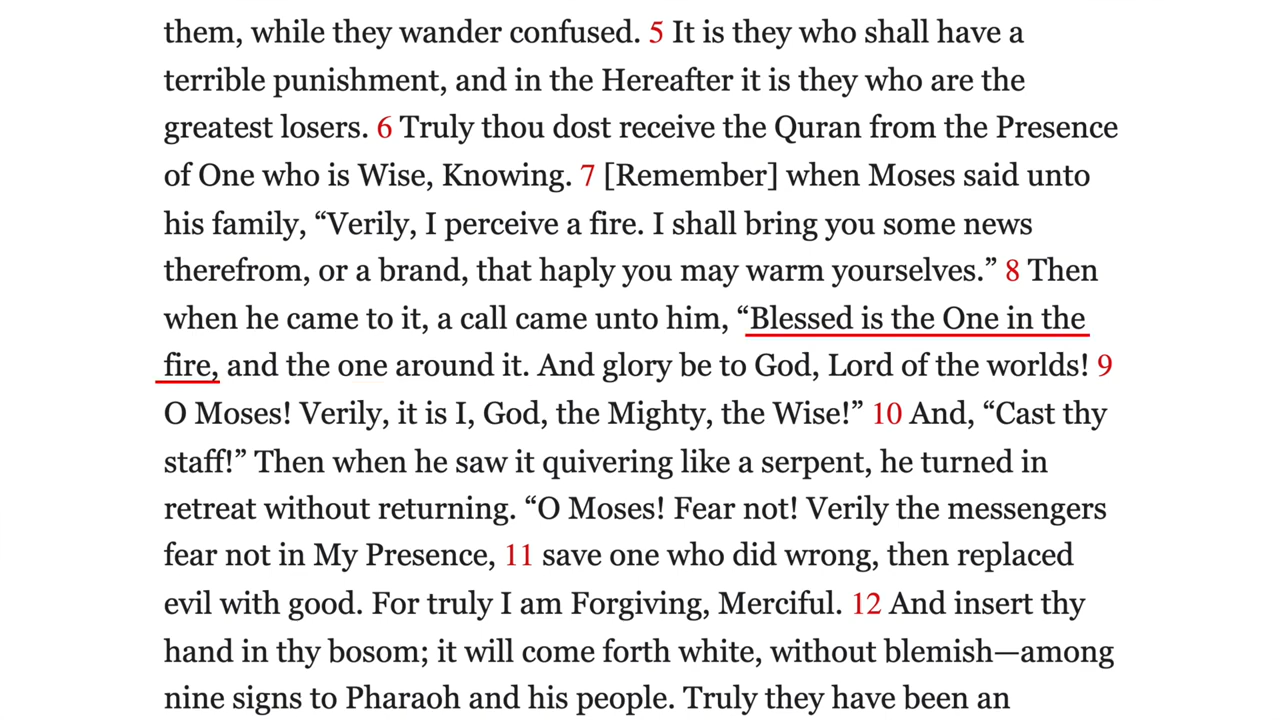 them, while they wander confused. 5 It is they who shall have a
terrible punishment, and in the Hereafter it is they who are the
greatest losers. 6 Truly thou dost receive the Quran from the Presence
of One who is Wise, Knowing. 7 [Remember] when Moses said unto
his family, “Verily, I perceive a fire. I shall bring you some news
therefrom, or a brand, that haply you may warm yourselves.” 8 Then
when he came to it, a call came unto him, “Blessed is the One in the
fire, and the one around it. And glory be to God, Lord of the worlds! 9
O Moses! Verily, it is I, God, the Mighty, the Wise!” 10 And, “Cast thy
staff!” Then when he saw it quivering like a serpent, he turned in
retreat without returning. “O Moses! Fear not! Verily the messengers
fear not in My Presence, 11 save one who did wrong, then replaced
evil with good. For truly I am Forgiving, Merciful. 12 And insert thy
hand in thy bosom; it will come forth white, without blemish—among
nine signs to Pharaoh and his people. Truly they have been an